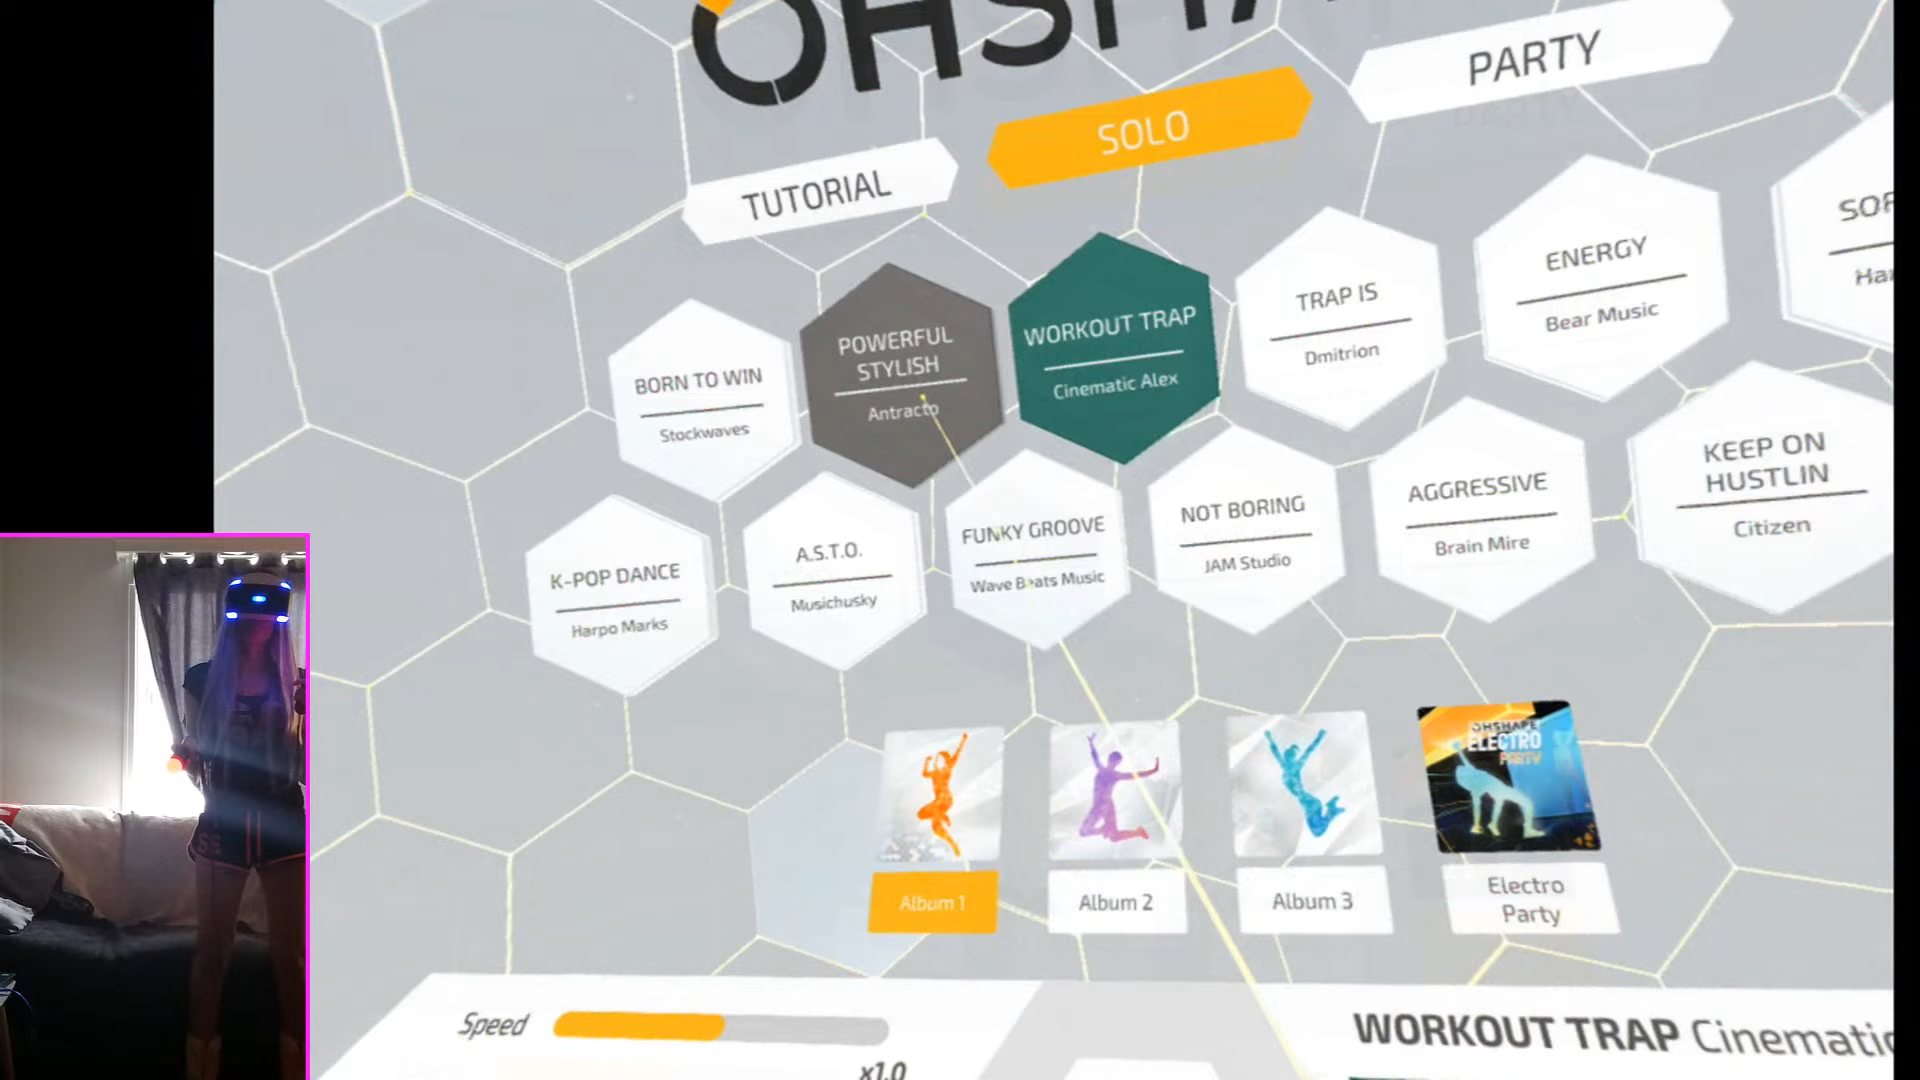 PARTY
SOLO
TUTORIAL
BORN TO WIN
Stockwaves
POWERFUL
STYLISH
Antracto
WORKOUT TRAP
Cinematic Alex
TRAP IS
Dmitrion
ENERGY
Bear Music
K-POP DANCE
Harpo Marks
A.S.T.O.
Musichusky
FUNKY GROOVE
Wave Beats Music
NOT BORING
JAM Studio
AGGRESSIVE
Brain Mire
KEEP ON
HUSTLIN
Citizen
OHSHAPE
ELECTRO
PARTY
Album 1
Album 2
Album 3
Electro
Party
Speed
x1.0
WORKOUT TRAP Cinematic